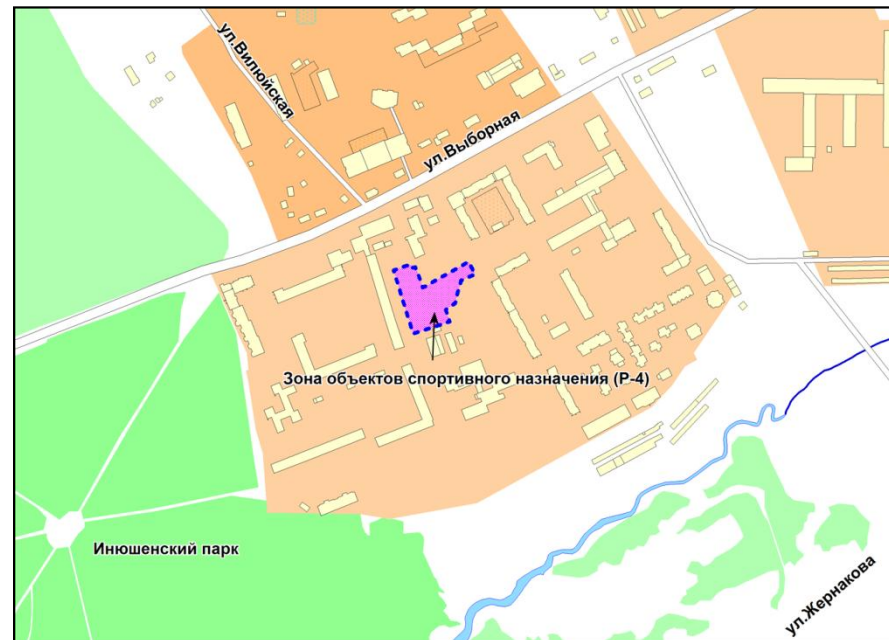 ул.Вилюйская
ул.Выборная
Зона объектов спортивного назначения (Р-4)
Инюшенский парк
ул.Жернакова